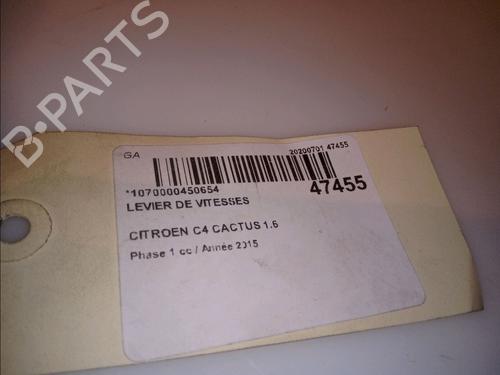 B-PARTS
GA
20200701 47455
*1070000450654
47455
LEVIER DE VITESSES
CITROEN C4 CACTUS 1.6
Phase 1 cc / Année 2015